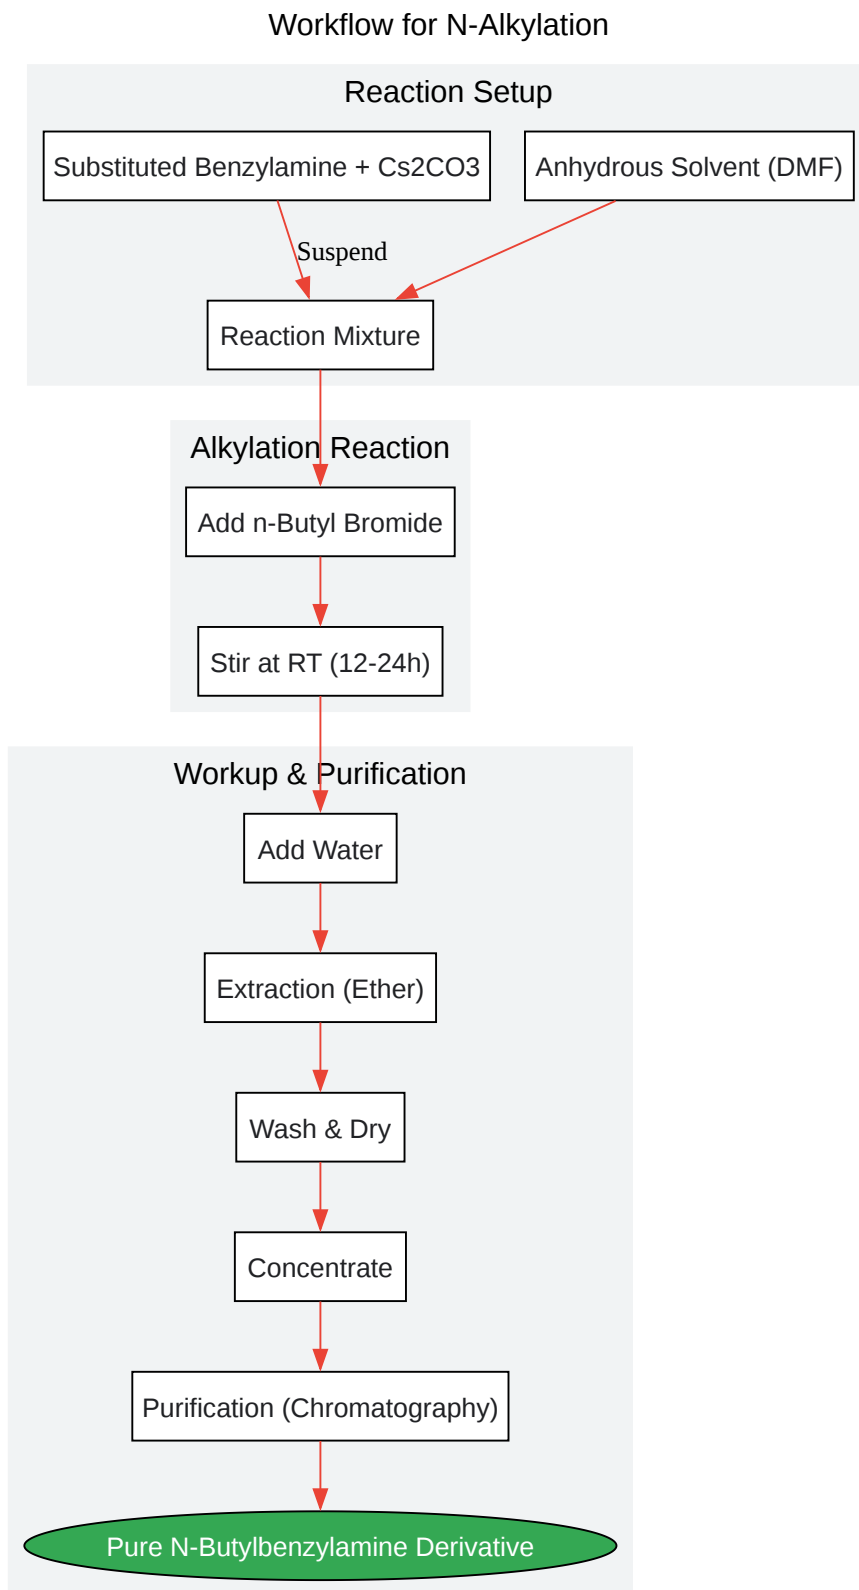 Workflow for N-Alkylation
Reaction Setup
Substituted Benzylamine + Cs2CO3
Anhydrous Solvent (DMF)
Suspend
Reaction Mixture
Alkylation Reaction
Add n-Butyl Bromide
Stir at RT (12-24h)
Workup & Purification
Add Water
Extraction (Ether)
Wash & Dry
Concentrate
Purification (Chromatography)
Pure N-Butylbenzylamine Derivative